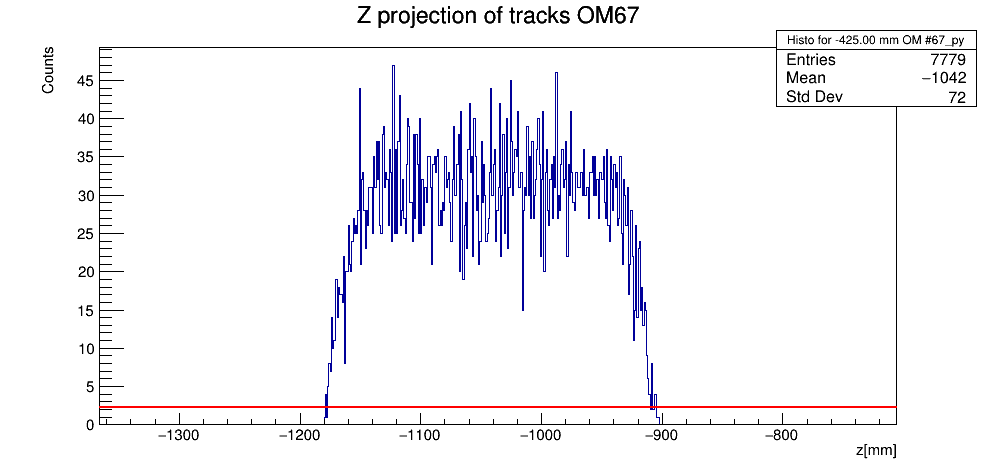 Z projection of tracks OM67
Histo for -425.00 mm OM #67_py
Entries 7779
Mean −1042
Std Dev 72
Counts
45
40
35
30
25
20
15
10
5
0
−1300 −1200 −1100 −1000 −900 −800
z[mm]